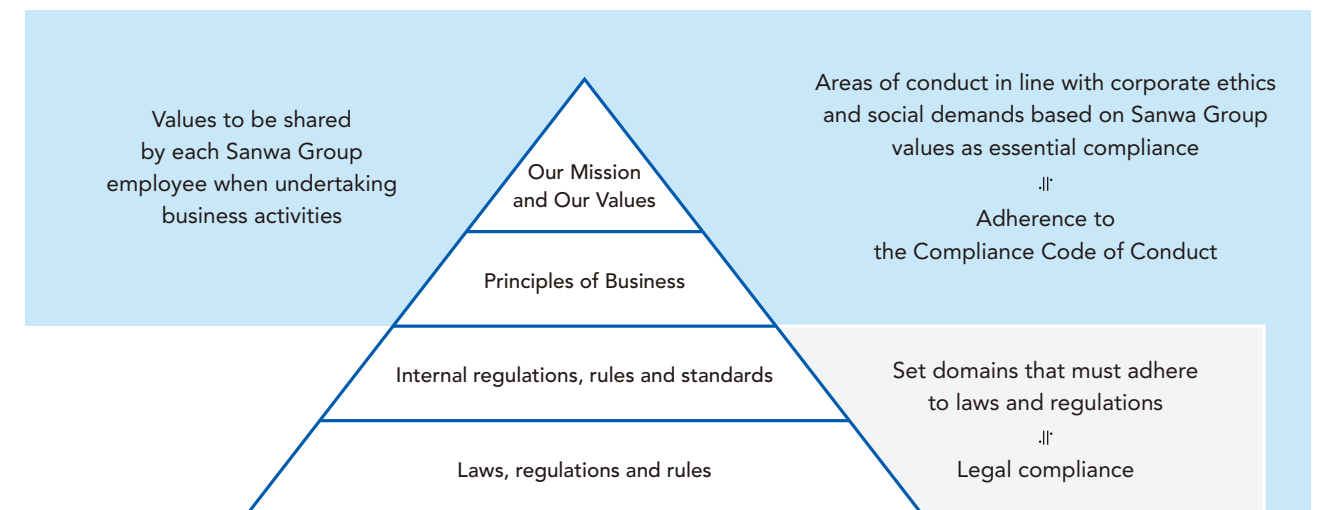 Values to be shared
by each Sanwa Group
employee when undertaking
business activities
Our Mission
and Our Values
Principles of Business
Internal regulations, rules and standards
Laws, regulations and rules
Areas of conduct in line with corporate ethics
and social demands based on Sanwa Group
values as essential compliance
≒
Adherence to
the Compliance Code of Conduct
Set domains that must adhere
to laws and regulations
≒
Legal compliance